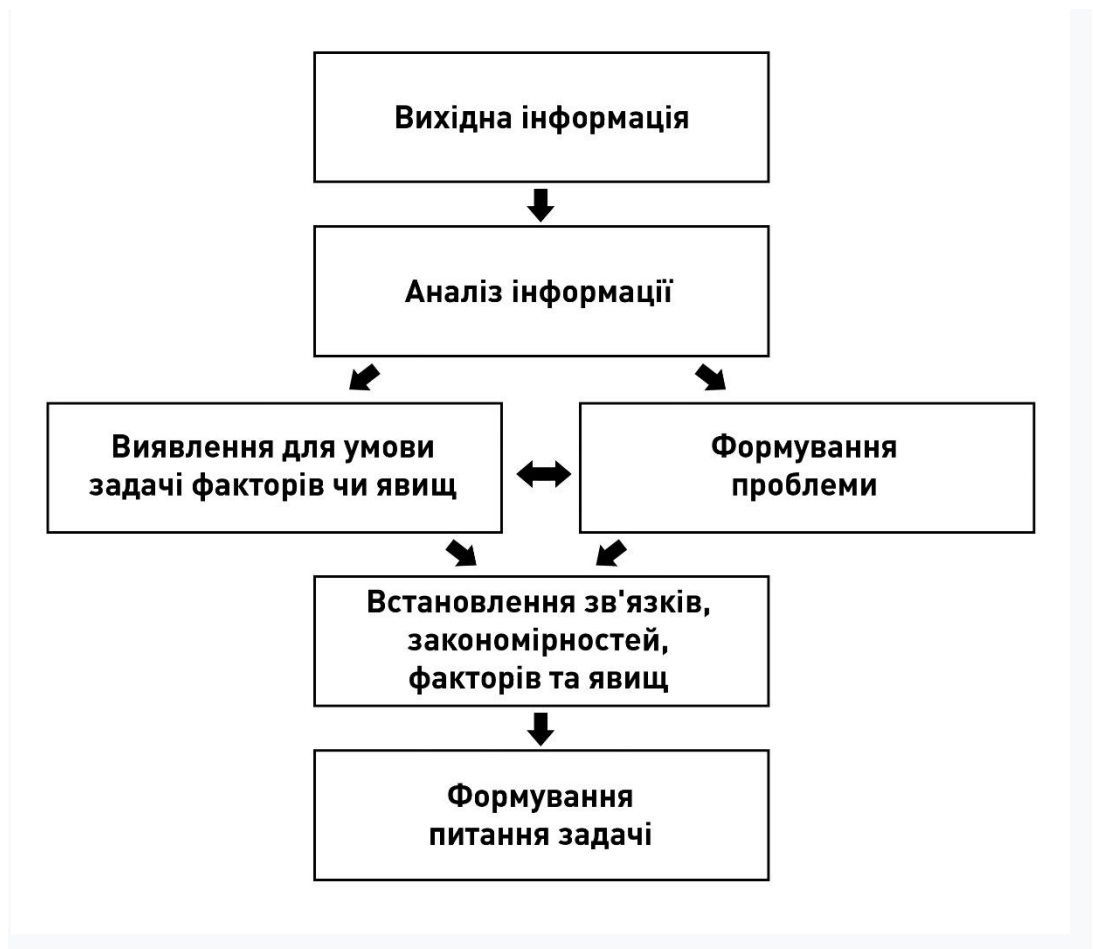 Вихідна інформація
Аналіз інформації
Виявлення для умови
задачі факторів чи явищ
Формування
проблеми
Встановлення зв'язків,
закономірностей,
факторів та явищ
Формування
питання задачі